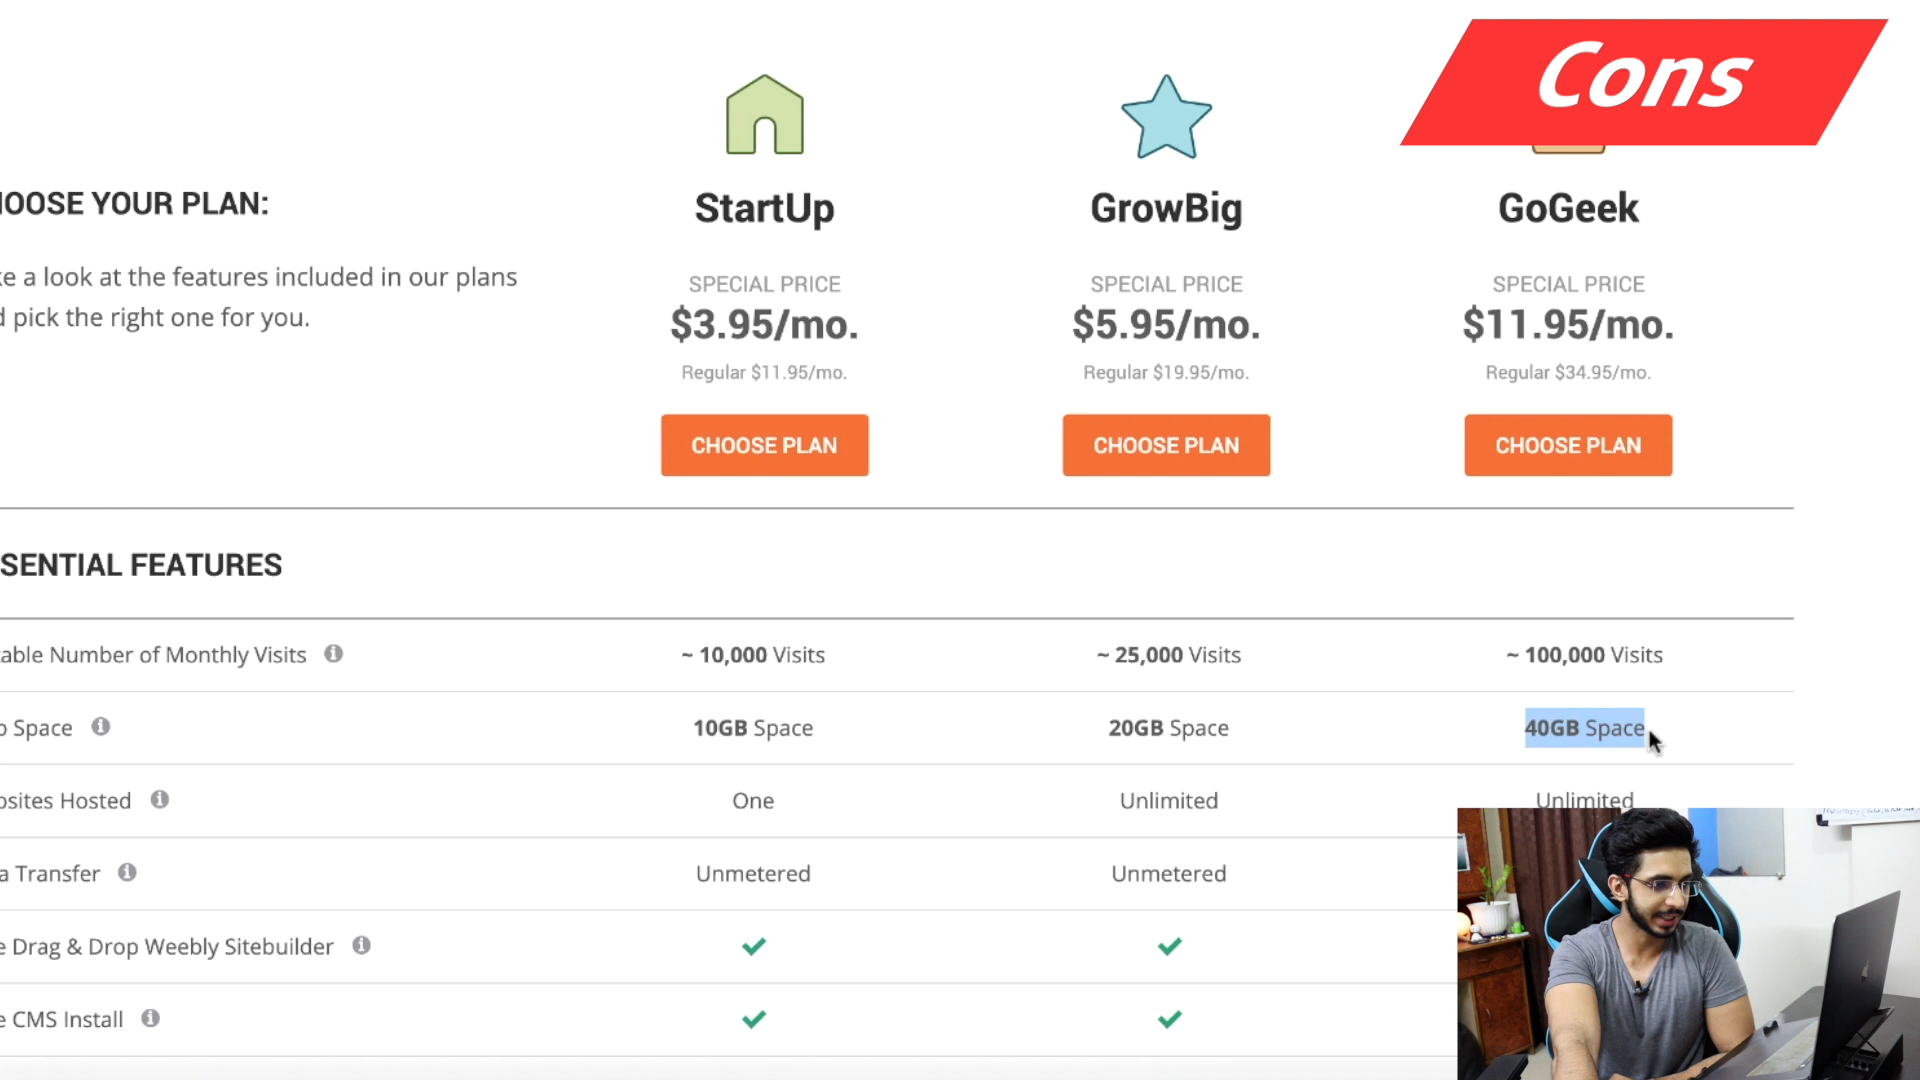 Cons
StartUp
GrowBig
GoGeek
OOSE YOUR PLAN:
e a look at the features included in our plans
pick the right one for you.
SPECIAL PRICE
$3.95/mo.
Regular $11.95/mo.
CHOOSE PLAN
SPECIAL PRICE
$5.95/mo.
Regular $19.95/mo.
CHOOSE PLAN
SPECIAL PRICE
$11.95/mo.
Regular $34.95/mo.
CHOOSE PLAN
SENTIAL FEATURES
able Number of Monthly Visits ~ 10,000 Visits ~ 25,000 Visits ~ 100,000 Visits
Space 10GB Space 20GB Space 40GB Space
sites Hosted One Unlimited Unlimited
a Transfer Unmetered Unmetered
e Drag & Drop Weebly Sitebuilder
e CMS Install